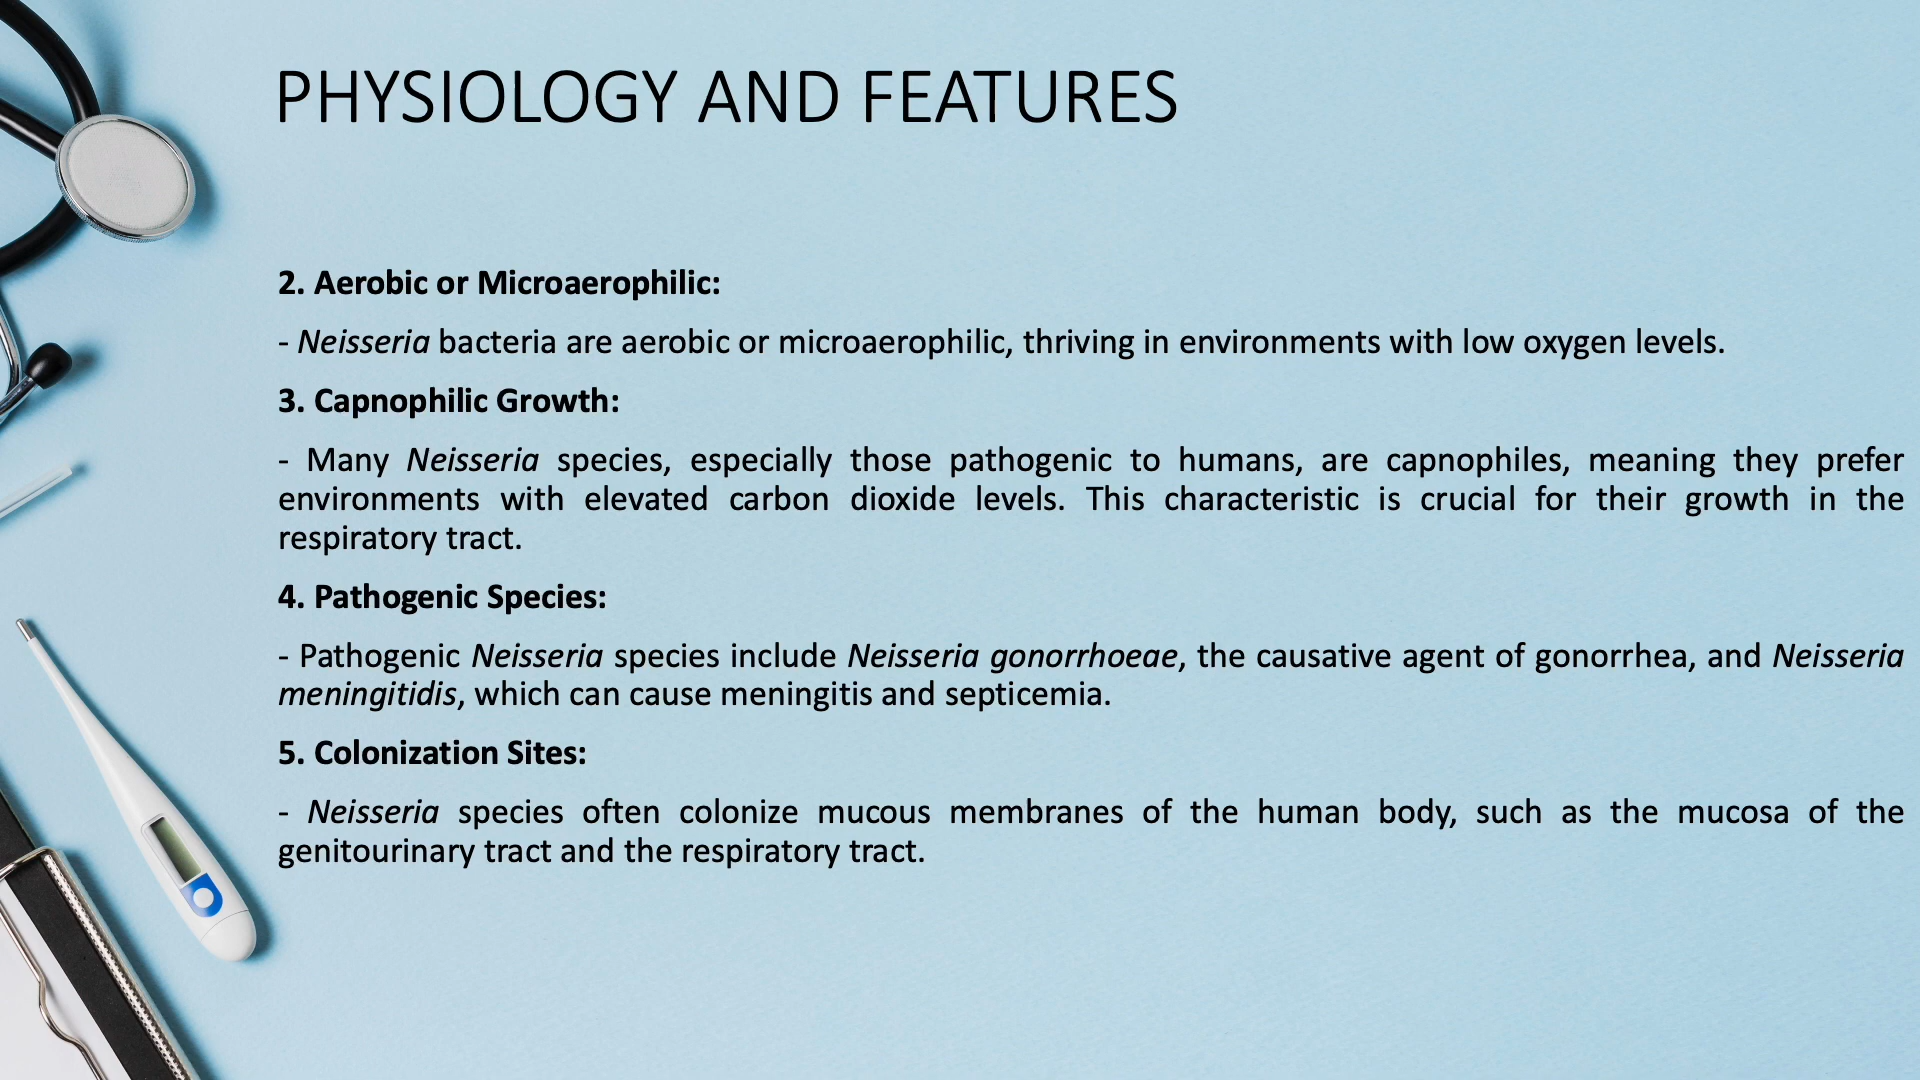 PHYSIOLOGY AND FEATURES
2. Aerobic or Microaerophilic:
- Neisseria bacteria are aerobic or microaerophilic, thriving in environments with low oxygen levels.
3. Capnophilic Growth:
- Many Neisseria species, especially those pathogenic to humans, are capnophiles, meaning they prefer
environments with elevated carbon dioxide levels. This characteristic is crucial for their growth in the
respiratory tract.
4. Pathogenic Species:
- Pathogenic Neisseria species include Neisseria gonorrhoeae, the causative agent of gonorrhea, and Neisseria
meningitidis, which can cause meningitis and septicemia.
5. Colonization Sites:
- Neisseria species often colonize mucous membranes of the human body, such as the mucosa of the
genitourinary tract and the respiratory tract.